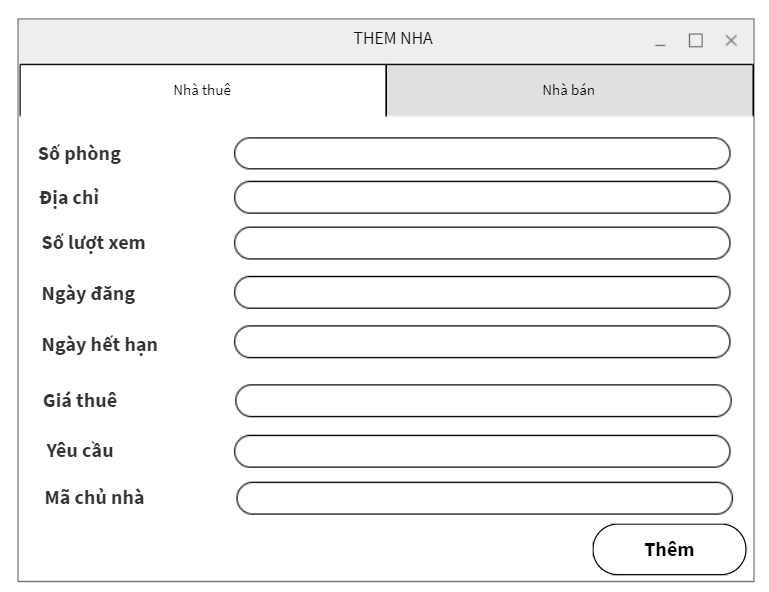 THEM NHA
Nhà thuê
Nhà bán
Số phòng
Địa chỉ
Số lượt xem
Ngày đăng
Ngày hết hạn
Giá thuê
Yêu cầu
Mã chủ nhà
Thêm